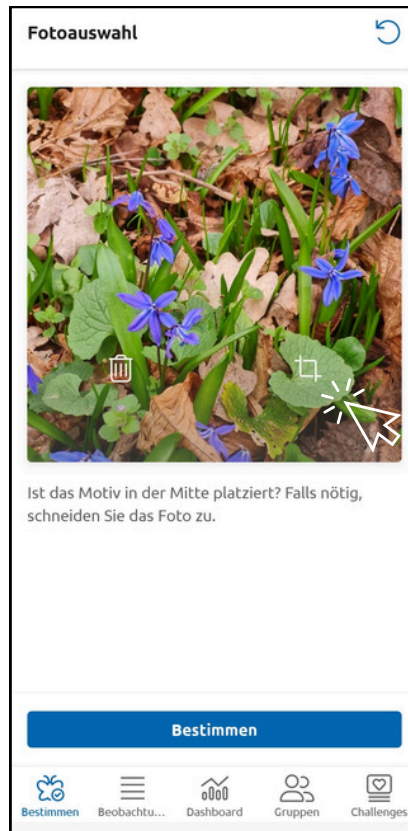 Fotoauswahl
Ist das Motiv in der Mitte platziert? Falls nötig,
schneiden Sie das Foto zu.
Bestimmen
Bestimmen Beobachtu... Dashboard Gruppen Challenges